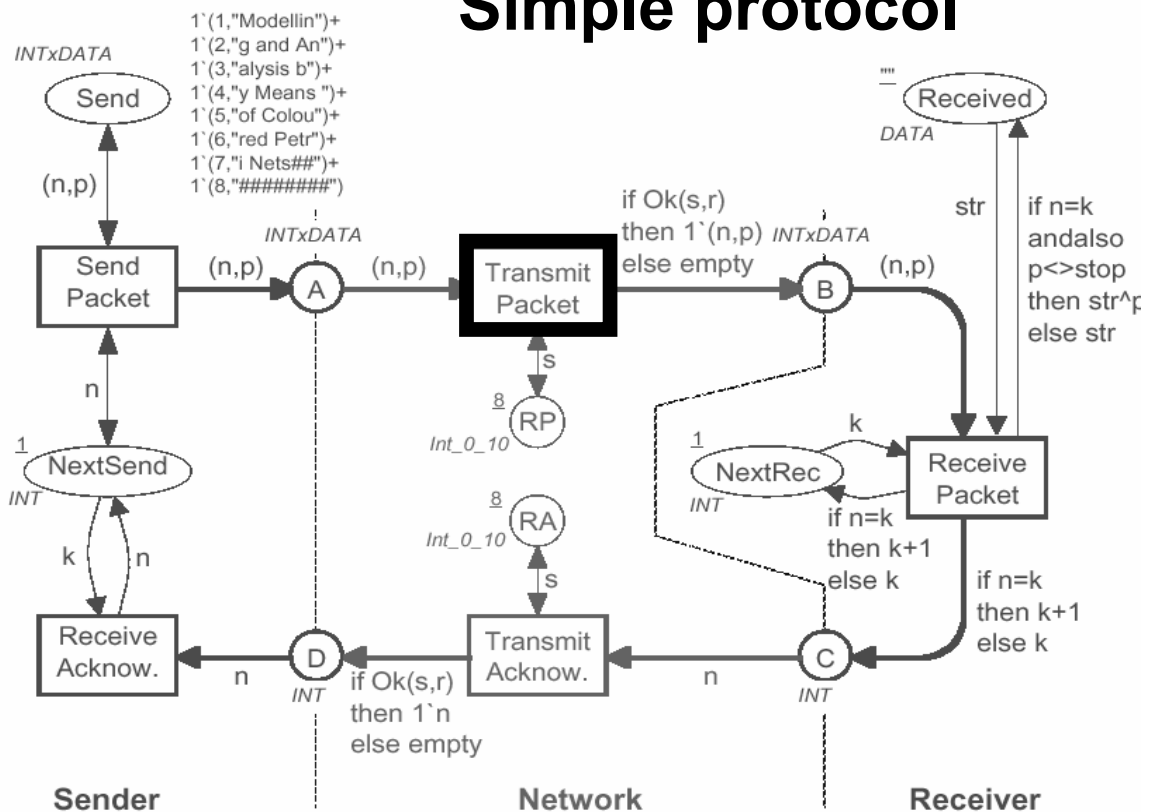 Simple protocol
1`(1,"Modellin")+
1`(2,"g and An")+
1`(3,"alysis b")+
1`(4,"y Means ")+
1`(5,"of Colou")+
1`(6,"red Petr")+
1`(7,"i Nets##")+
1`(8,"########")
INTxDATA
Send
(n,p)
Send
Packet
(n,p)
INTxDATA
A
(n,p)
Transmit
Packet
if Ok(s,r)
then 1`(n,p)
else empty
INTxDATA
B
(n,p)
""
Received
DATA
str
if n=k
andalso
p<>stop
then str^p
else str
n
1
NextSend
INT
s
8
RP
Int_0_10
8
RA
Int_0_10
s
1
NextRec
INT
k
if n=k
then k+1
else k
Receive
Packet
if n=k
then k+1
else k
k
n
Receive
Acknow.
n
D
INT
if Ok(s,r)
then 1`n
else empty
Transmit
Acknow.
n
C
INT
Sender
Network
Receiver